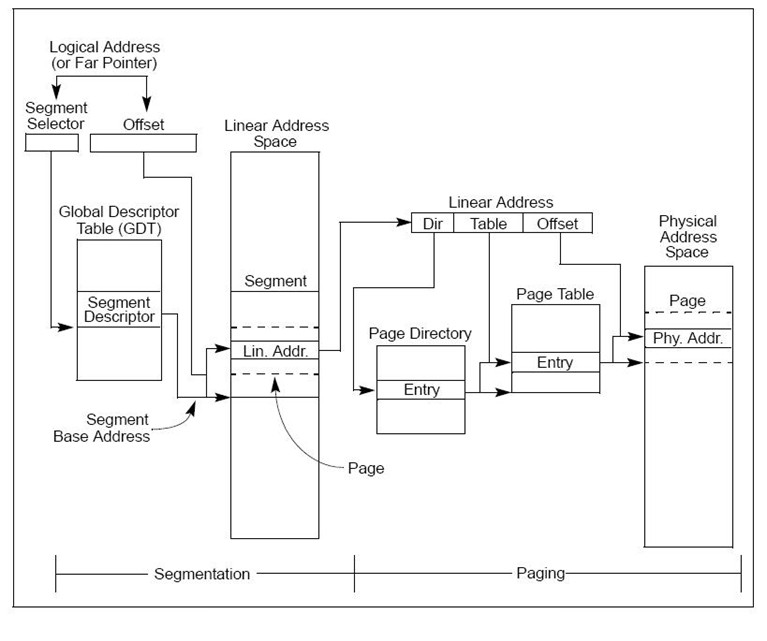 Logical Address
(or Far Pointer)
Segment
Selector
Offset
Linear Address
Space
Global Descriptor
Table (GDT)
Segment
Descriptor
Segment
Lin. Addr.
Segment
Base Address
Page
Linear Address
Dir
Table
Offset
Page Directory
Entry
Page Table
Entry
Physical
Address
Space
Page
Phy. Addr.
Segmentation
Paging